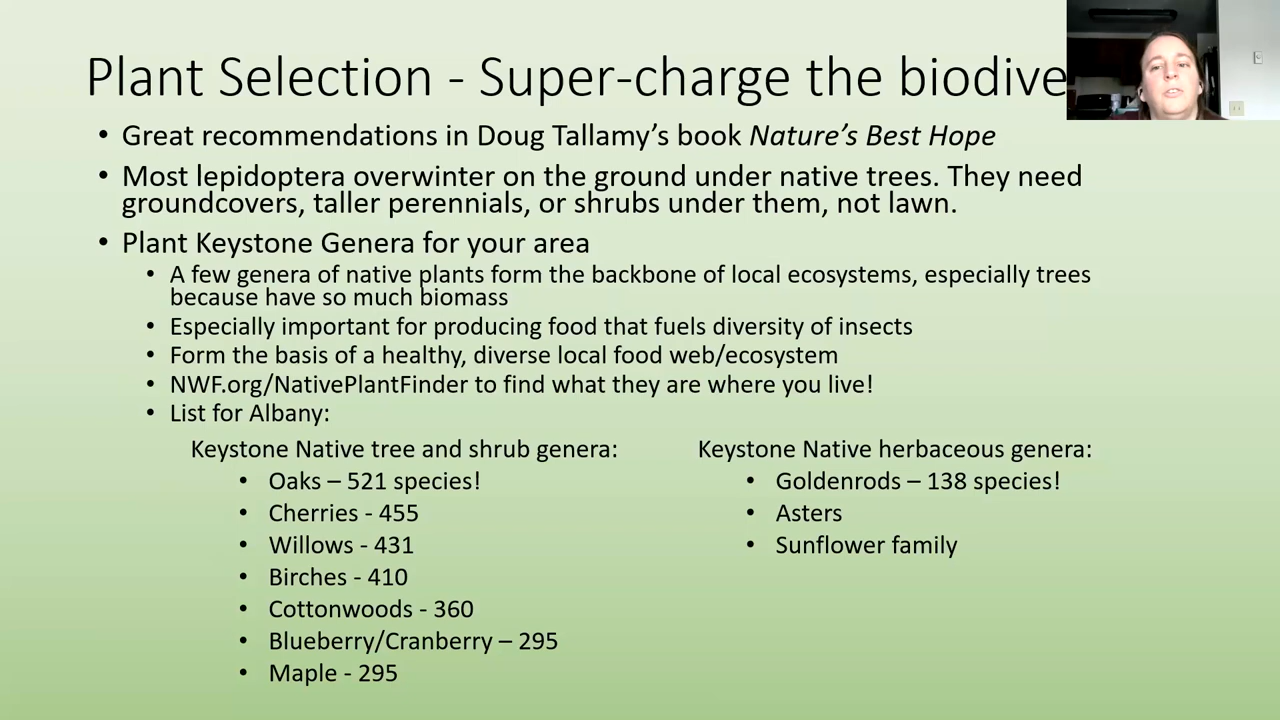 Plant Selection - Super-charge the biodive
• Great recommendations in Doug Tallamy's book Nature's Best Hope
• Most lepidoptera overwinter on the ground under native trees. They need
groundcovers, taller perennials, or shrubs under them, not lawn.
• Plant Keystone Genera for your area
• A few genera of native plants form the backbone of local ecosystems, especially trees
because have so much biomass
• Especially important for producing food that fuels diversity of insects
• Form the basis of a healthy, diverse local food web/ecosystem
• NWF.org/NativePlantFinder to find what they are where you live!
• List for Albany:
Keystone Native tree and shrub genera:
• Oaks – 521 species!
• Cherries - 455
• Willows - 431
• Birches - 410
• Cottonwoods - 360
• Blueberry/Cranberry – 295
• Maple - 295
Keystone Native herbaceous genera:
• Goldenrods – 138 species!
• Asters
• Sunflower family